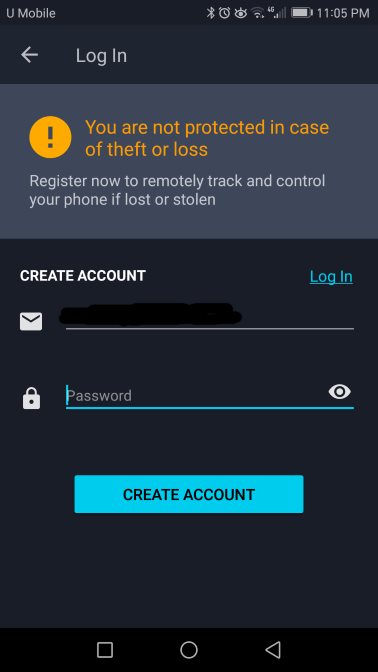 U Mobile
4G
11:05 PM
Log In
You are not protected in case
of theft or loss
Register now to remotely track and control
your phone if lost or stolen
CREATE ACCOUNT
Log In
Password
CREATE ACCOUNT